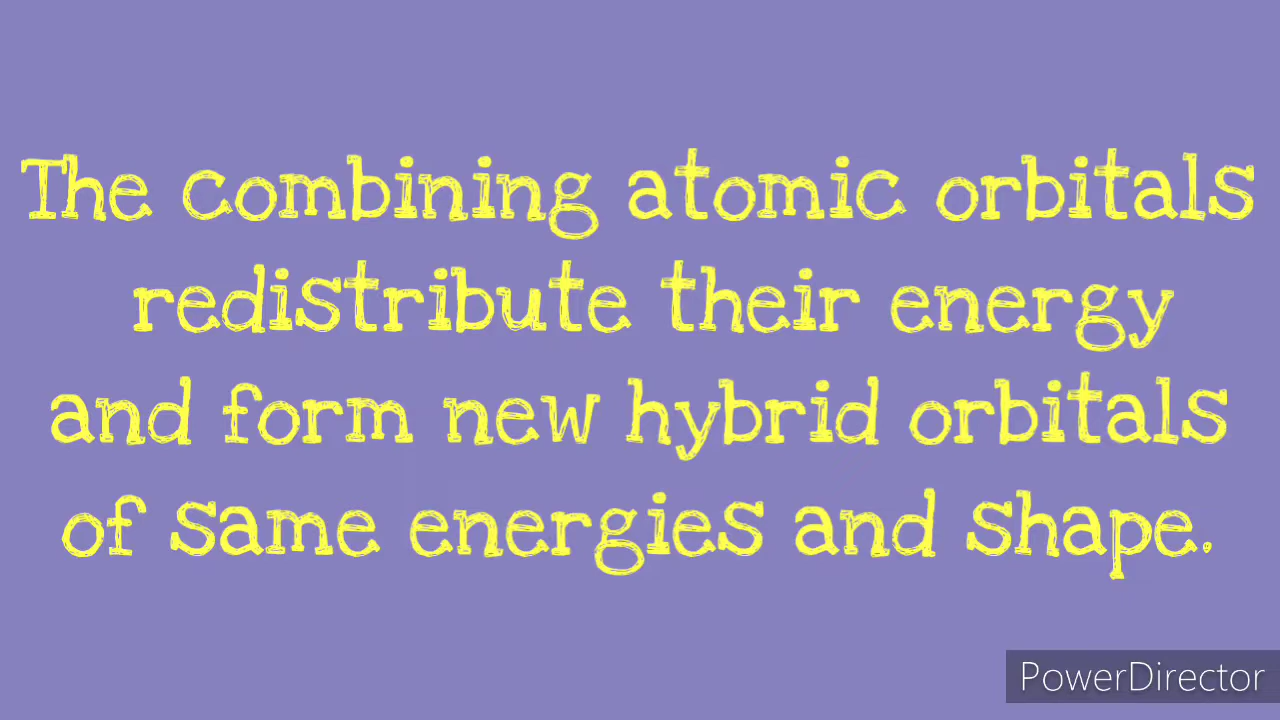 The combining atomic orbitals
redistribute their energy
and form new hybrid orbitals
of same energies and shape.
PowerDirector